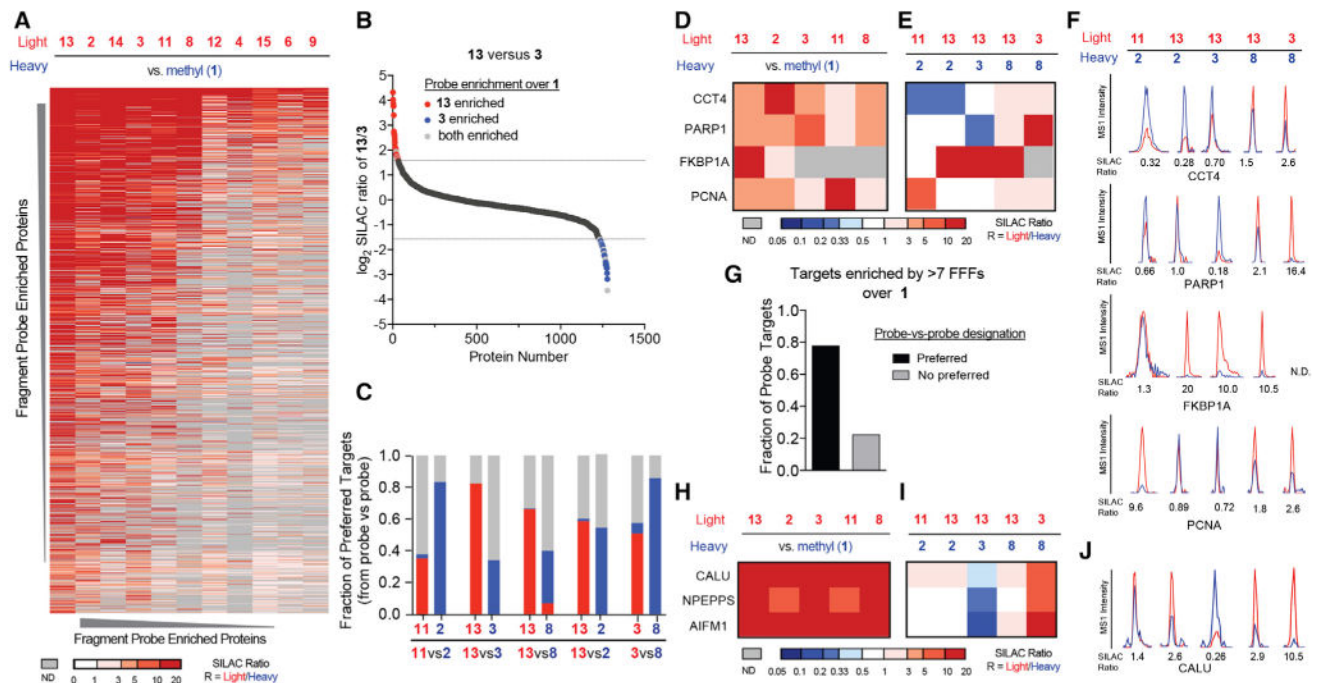 A
Light 13 2 14 3 11 8 12 4 15 6 9
Heavy vs. methyl (1)
Fragment Probe Enriched Proteins
Fragment Probe Enriched Proteins
ND 0 1 3 5 10 20 SILAC Ratio
R = Light/Heavy
B
13 versus 3
Probe enrichment over 1
13 enriched
3 enriched
both enriched
log2 SILAC ratio of 13/3
5
4
3
2
1
0
-1
-2
-3
-4
-5
0 500 1000 1500
Protein Number
C
Fraction of Preferred Targets
(from probe vs probe)
1.0
0.8
0.6
0.4
0.2
0.0
11 2 13 3 13 8 13 2 3 8
11vs2 13vs3 13vs8 13vs2 3vs8
D
Light 13 2 3 11 8
Heavy vs. methyl (1)
CCT4
PARP1
FKBP1A
PCNA
E
11 13 13 13 3
2 2 3 8 8
ND 0.05 0.1 0.2 0.33 0.5 1 3 5 10 20 SILAC Ratio
R = Light/Heavy
F
Light 11 13 13 13 3
Heavy 2 2 3 8 8
MS1 Intensity
SILAC
Ratio 0.32 0.28 0.70 1.5 2.6
CCT4
MS1 Intensity
SILAC
Ratio 0.66 1.0 0.18 2.1 16.4
PARP1
MS1 Intensity
N.D.
SILAC
Ratio 1.3 20 10.0 10.5
FKBP1A
MS1 Intensity
SILAC
Ratio 9.6 0.89 0.72 1.8 2.6
PCNA
G
Targets enriched by >7 FFFs
over 1
Fraction of Probe Targets
1.0
0.8
0.6
0.4
0.2
0.0
Probe-vs-probe designation
Preferred
No preferred
H
Light 13 2 3 11 8
Heavy vs. methyl (1)
CALU
NPEPPS
AIFM1
I
11 13 13 13 3
2 2 3 8 8
ND 0.05 0.1 0.2 0.33 0.5 1 3 5 10 20 SILAC Ratio
R = Light/Heavy
J
MS1 Intensity
SILAC
Ratio 1.4 2.6 0.26 2.9 10.5
CALU